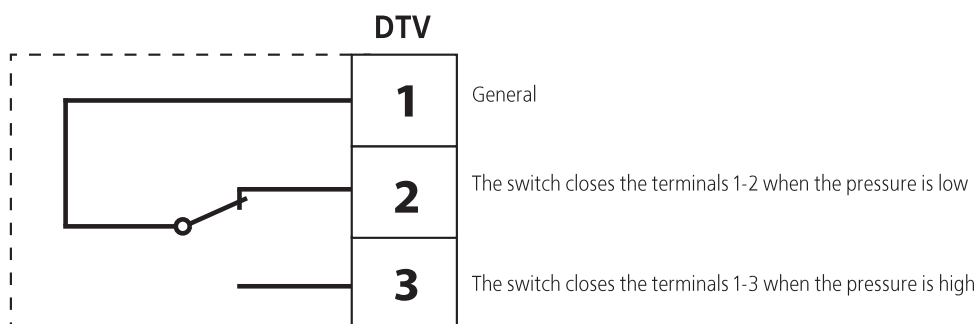 DTV
1
General
2
The switch closes the terminals 1-2 when the pressure is low
3
The switch closes the terminals 1-3 when the pressure is high